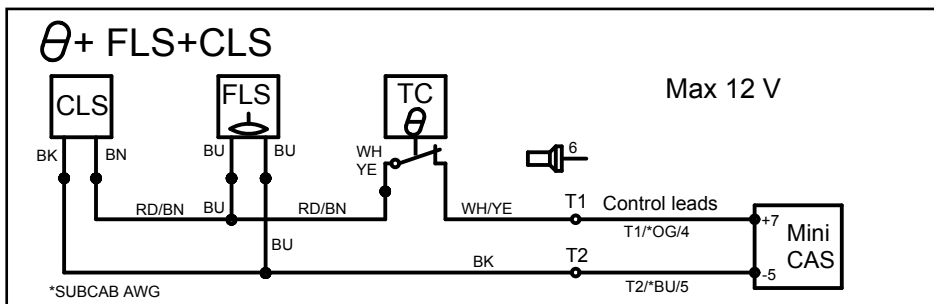 θ+ FLS+CLS
CLS
FLS
TC
θ
Max 12 V
BK
BN
BU
BU
WH
YE
6
RD/BN
BU
RD/BN
WH/YE
T1
Control leads
T1/*OG/4
+7
Mini
CAS
BU
BK
T2
T2/*BU/5
-5
*SUBCAB AWG